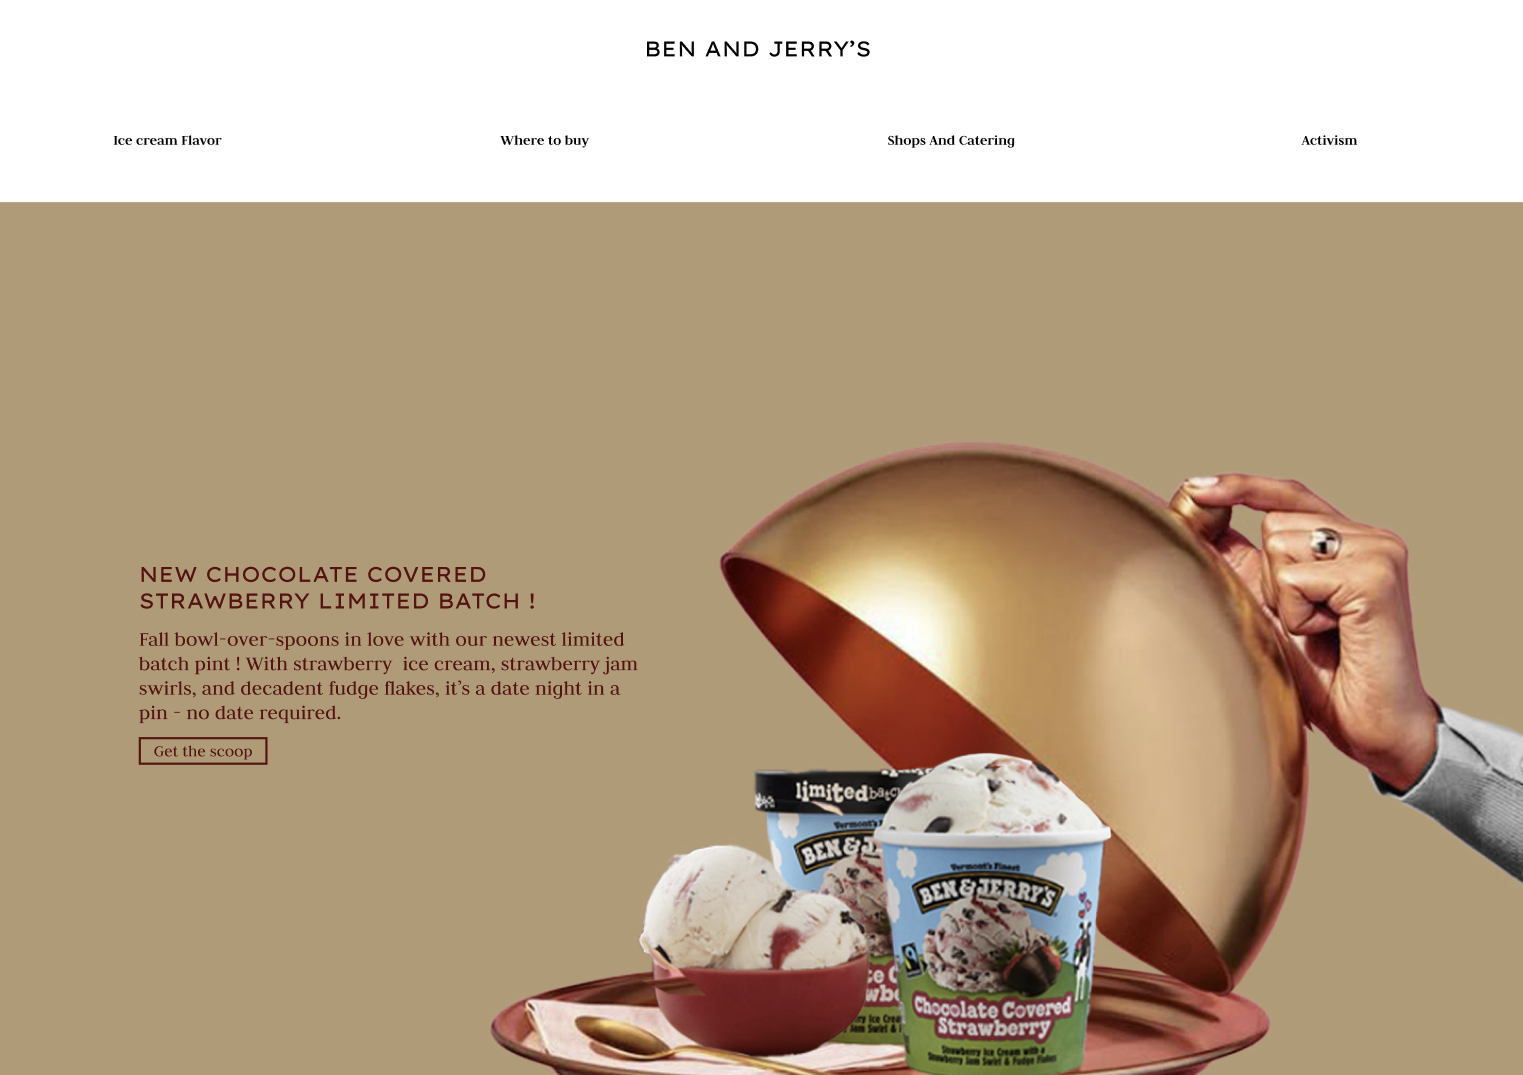 BEN AND JERRY’S
Ice cream Flavor
Where to buy
Shops And Catering
Activism
NEW CHOCOLATE COVERED
STRAWBERRY LIMITED BATCH !
Fall bowl-over-spoons in love with our newest limited
batch pint ! With strawberry  ice cream, strawberry jam
swirls, and decadent fudge flakes, it’s a date night in a
pin - no date required.
Get the scoop
limited batc
Vermont's
BEN & J
Vermont's Finest
BEN & JERRY'S
Chocolate Covered
Strawberry
Strawberry Ice Cream with a
Strawberry Jam Swirl & Fudge Flakes